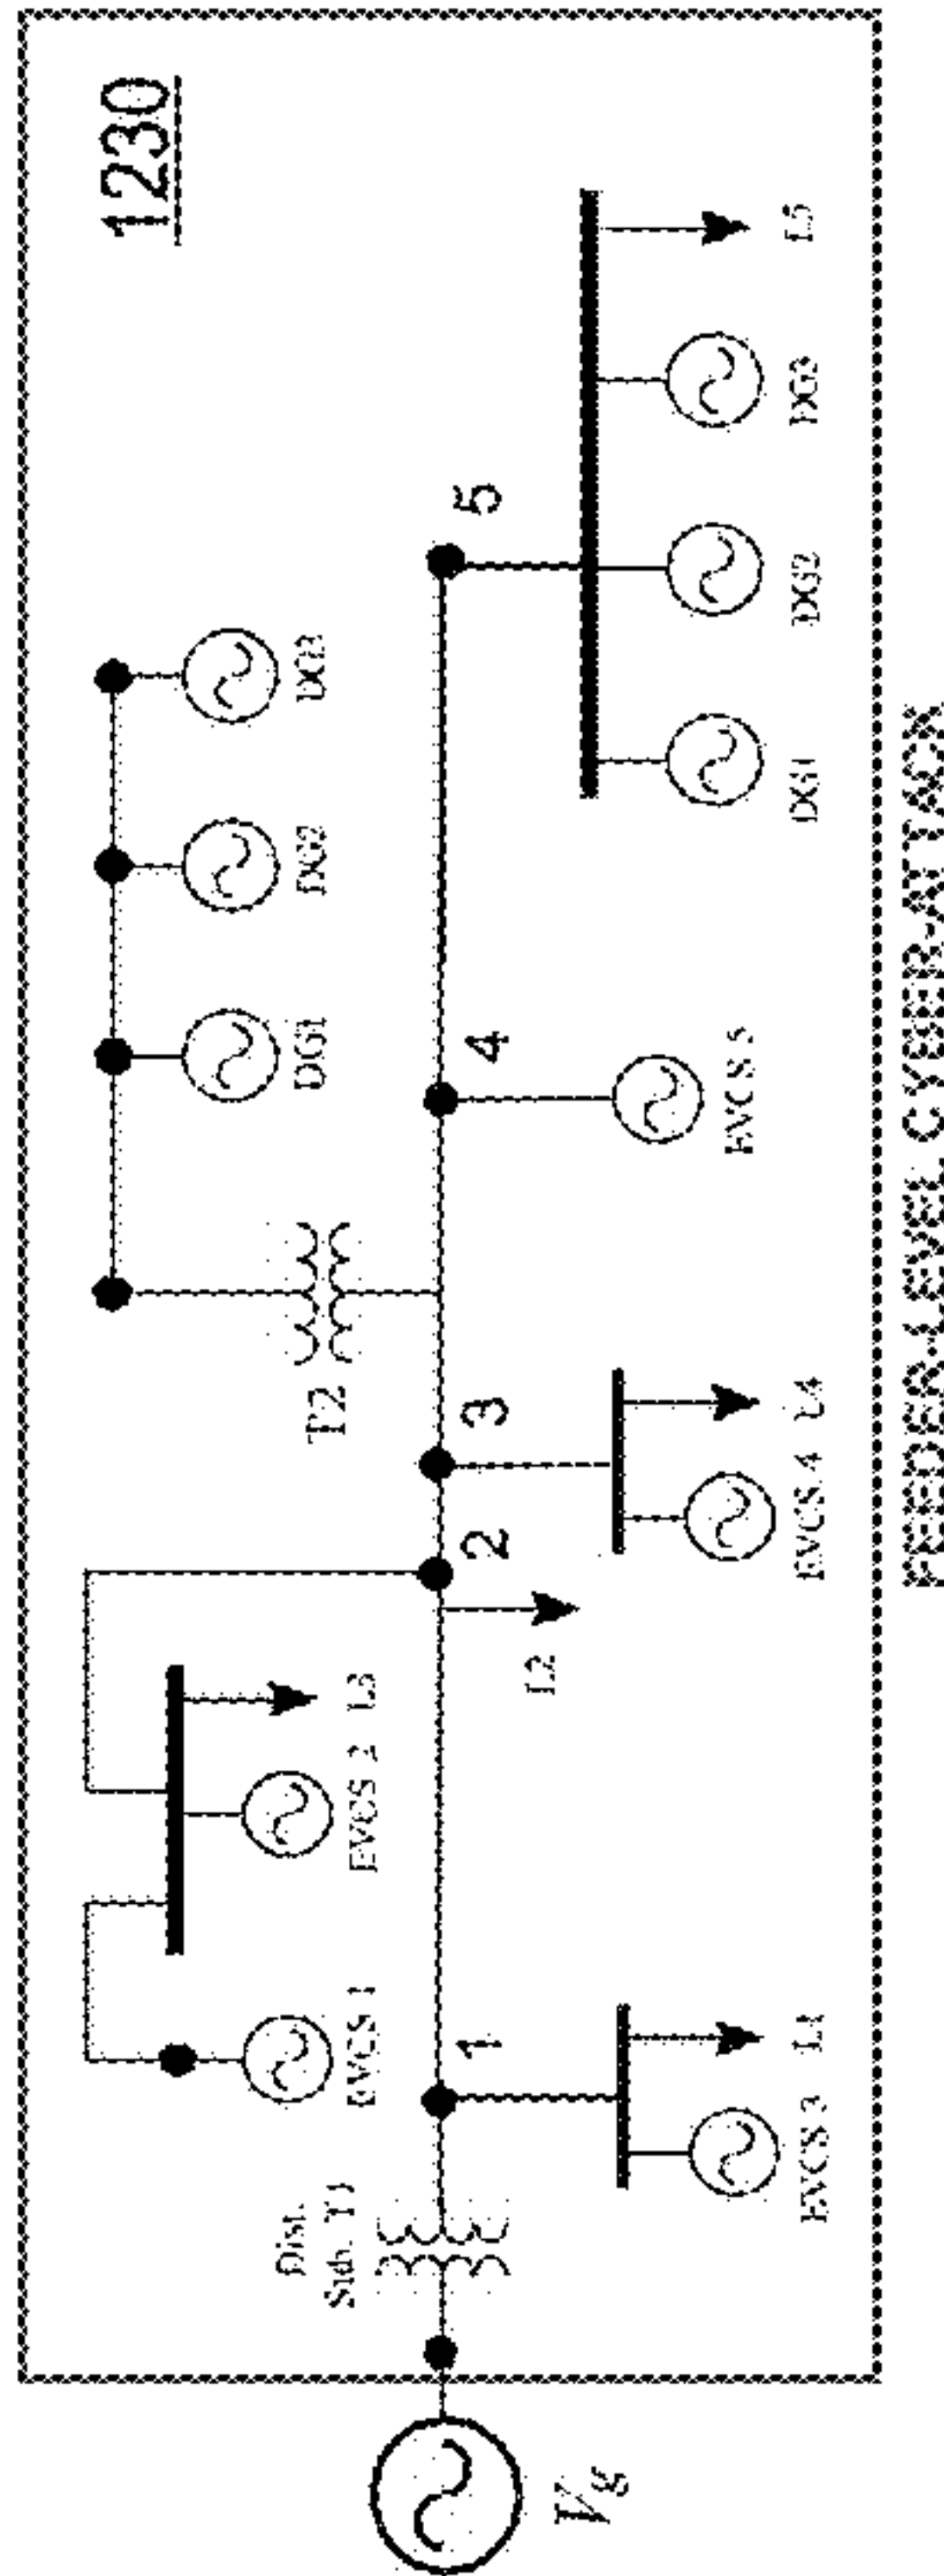 1230
DG1
DG2
DG3
T2
EVCS 1
EVCS 2
L3
Dist.
Sub. T1
1
2
3
4
5
L2
Vg
EVCS 3
L1
EVCS 4
L4
EVCS 5
DG1
DG2
DG3
L5
FEEDER-LEVEL CYBER-ATTACK